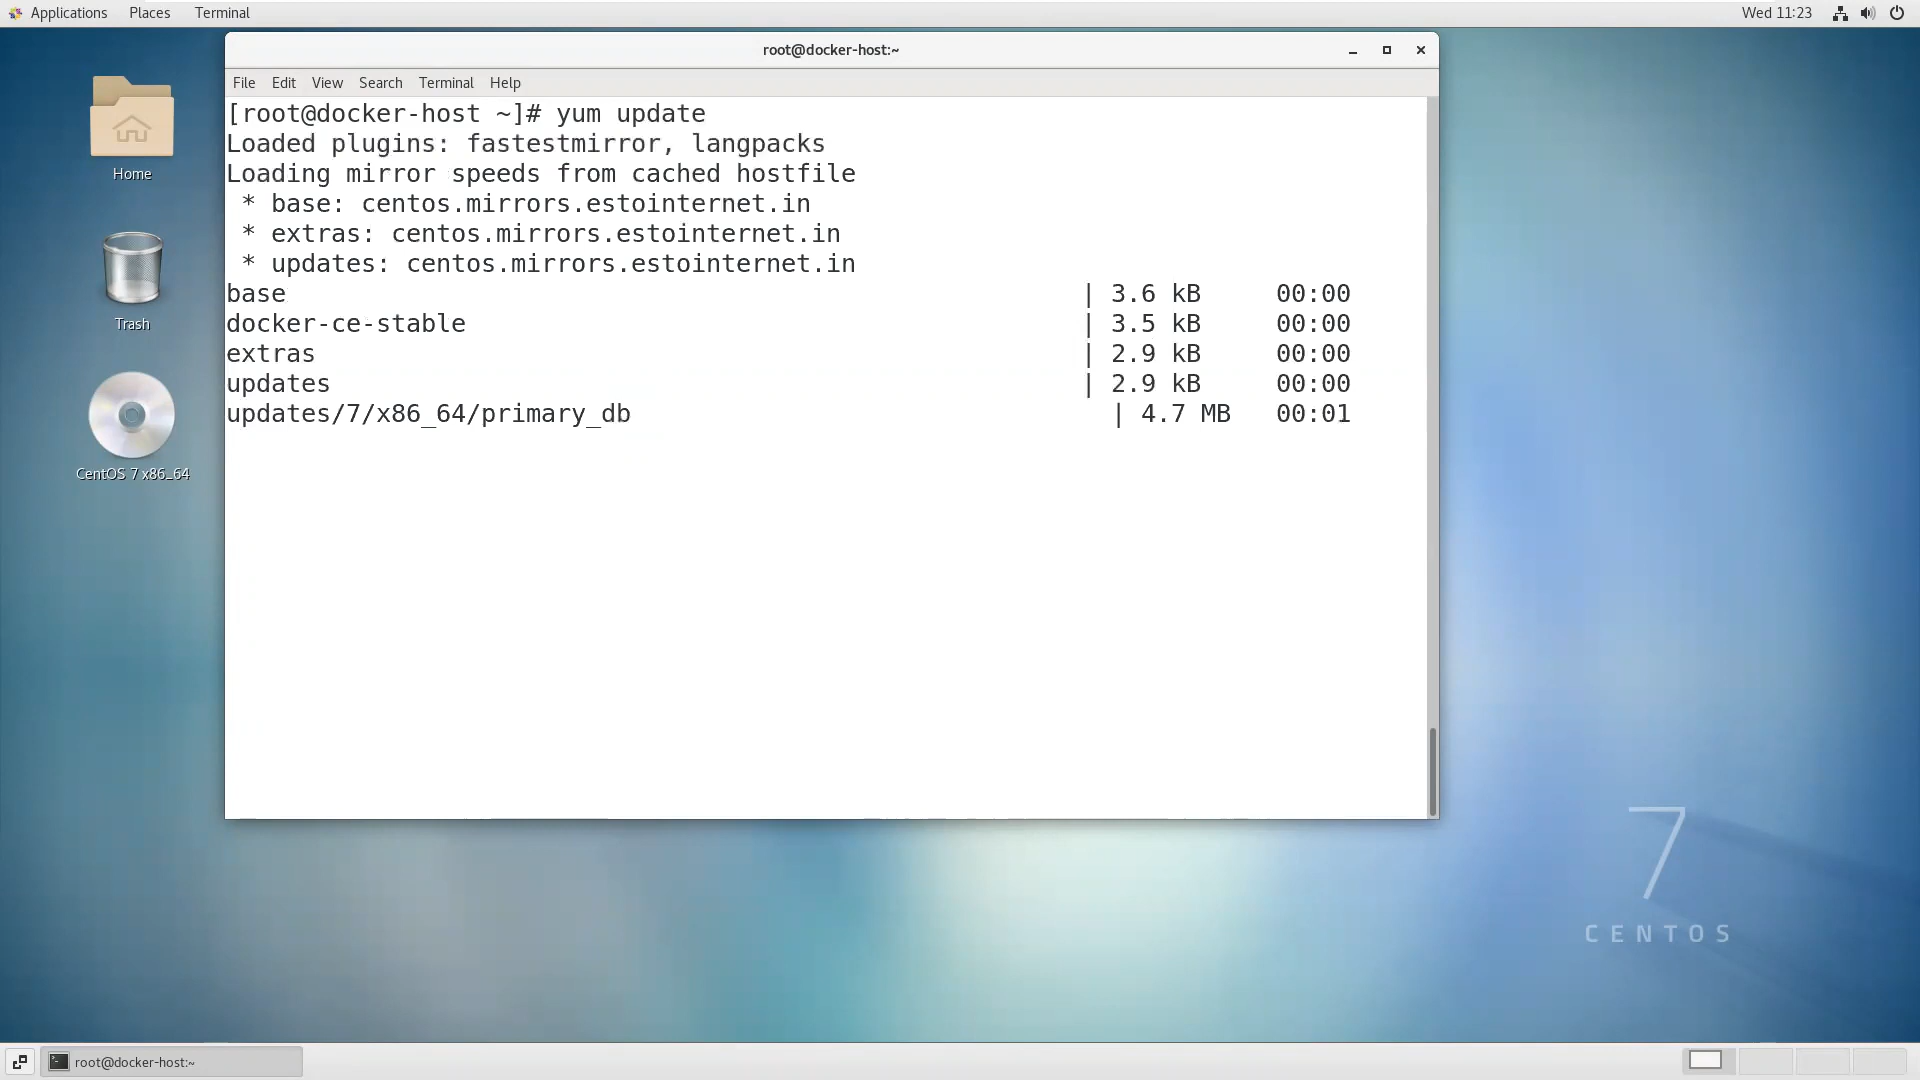 Applications Places Terminal Wed 11:23
root@docker-host:~
File Edit View Search Terminal Help
[root@docker-host ~]# yum update
Loaded plugins: fastestmirror, langpacks
Loading mirror speeds from cached hostfile
* base: centos.mirrors.estointernet.in
* extras: centos.mirrors.estointernet.in
* updates: centos.mirrors.estointernet.in
base | 3.6 kB 00:00
docker-ce-stable | 3.5 kB 00:00
extras | 2.9 kB 00:00
updates | 2.9 kB 00:00
updates/7/x86_64/primary_db | 4.7 MB 00:01
Home
Trash
CentOS 7 x86_64
7
CENTOS
root@docker-host:~